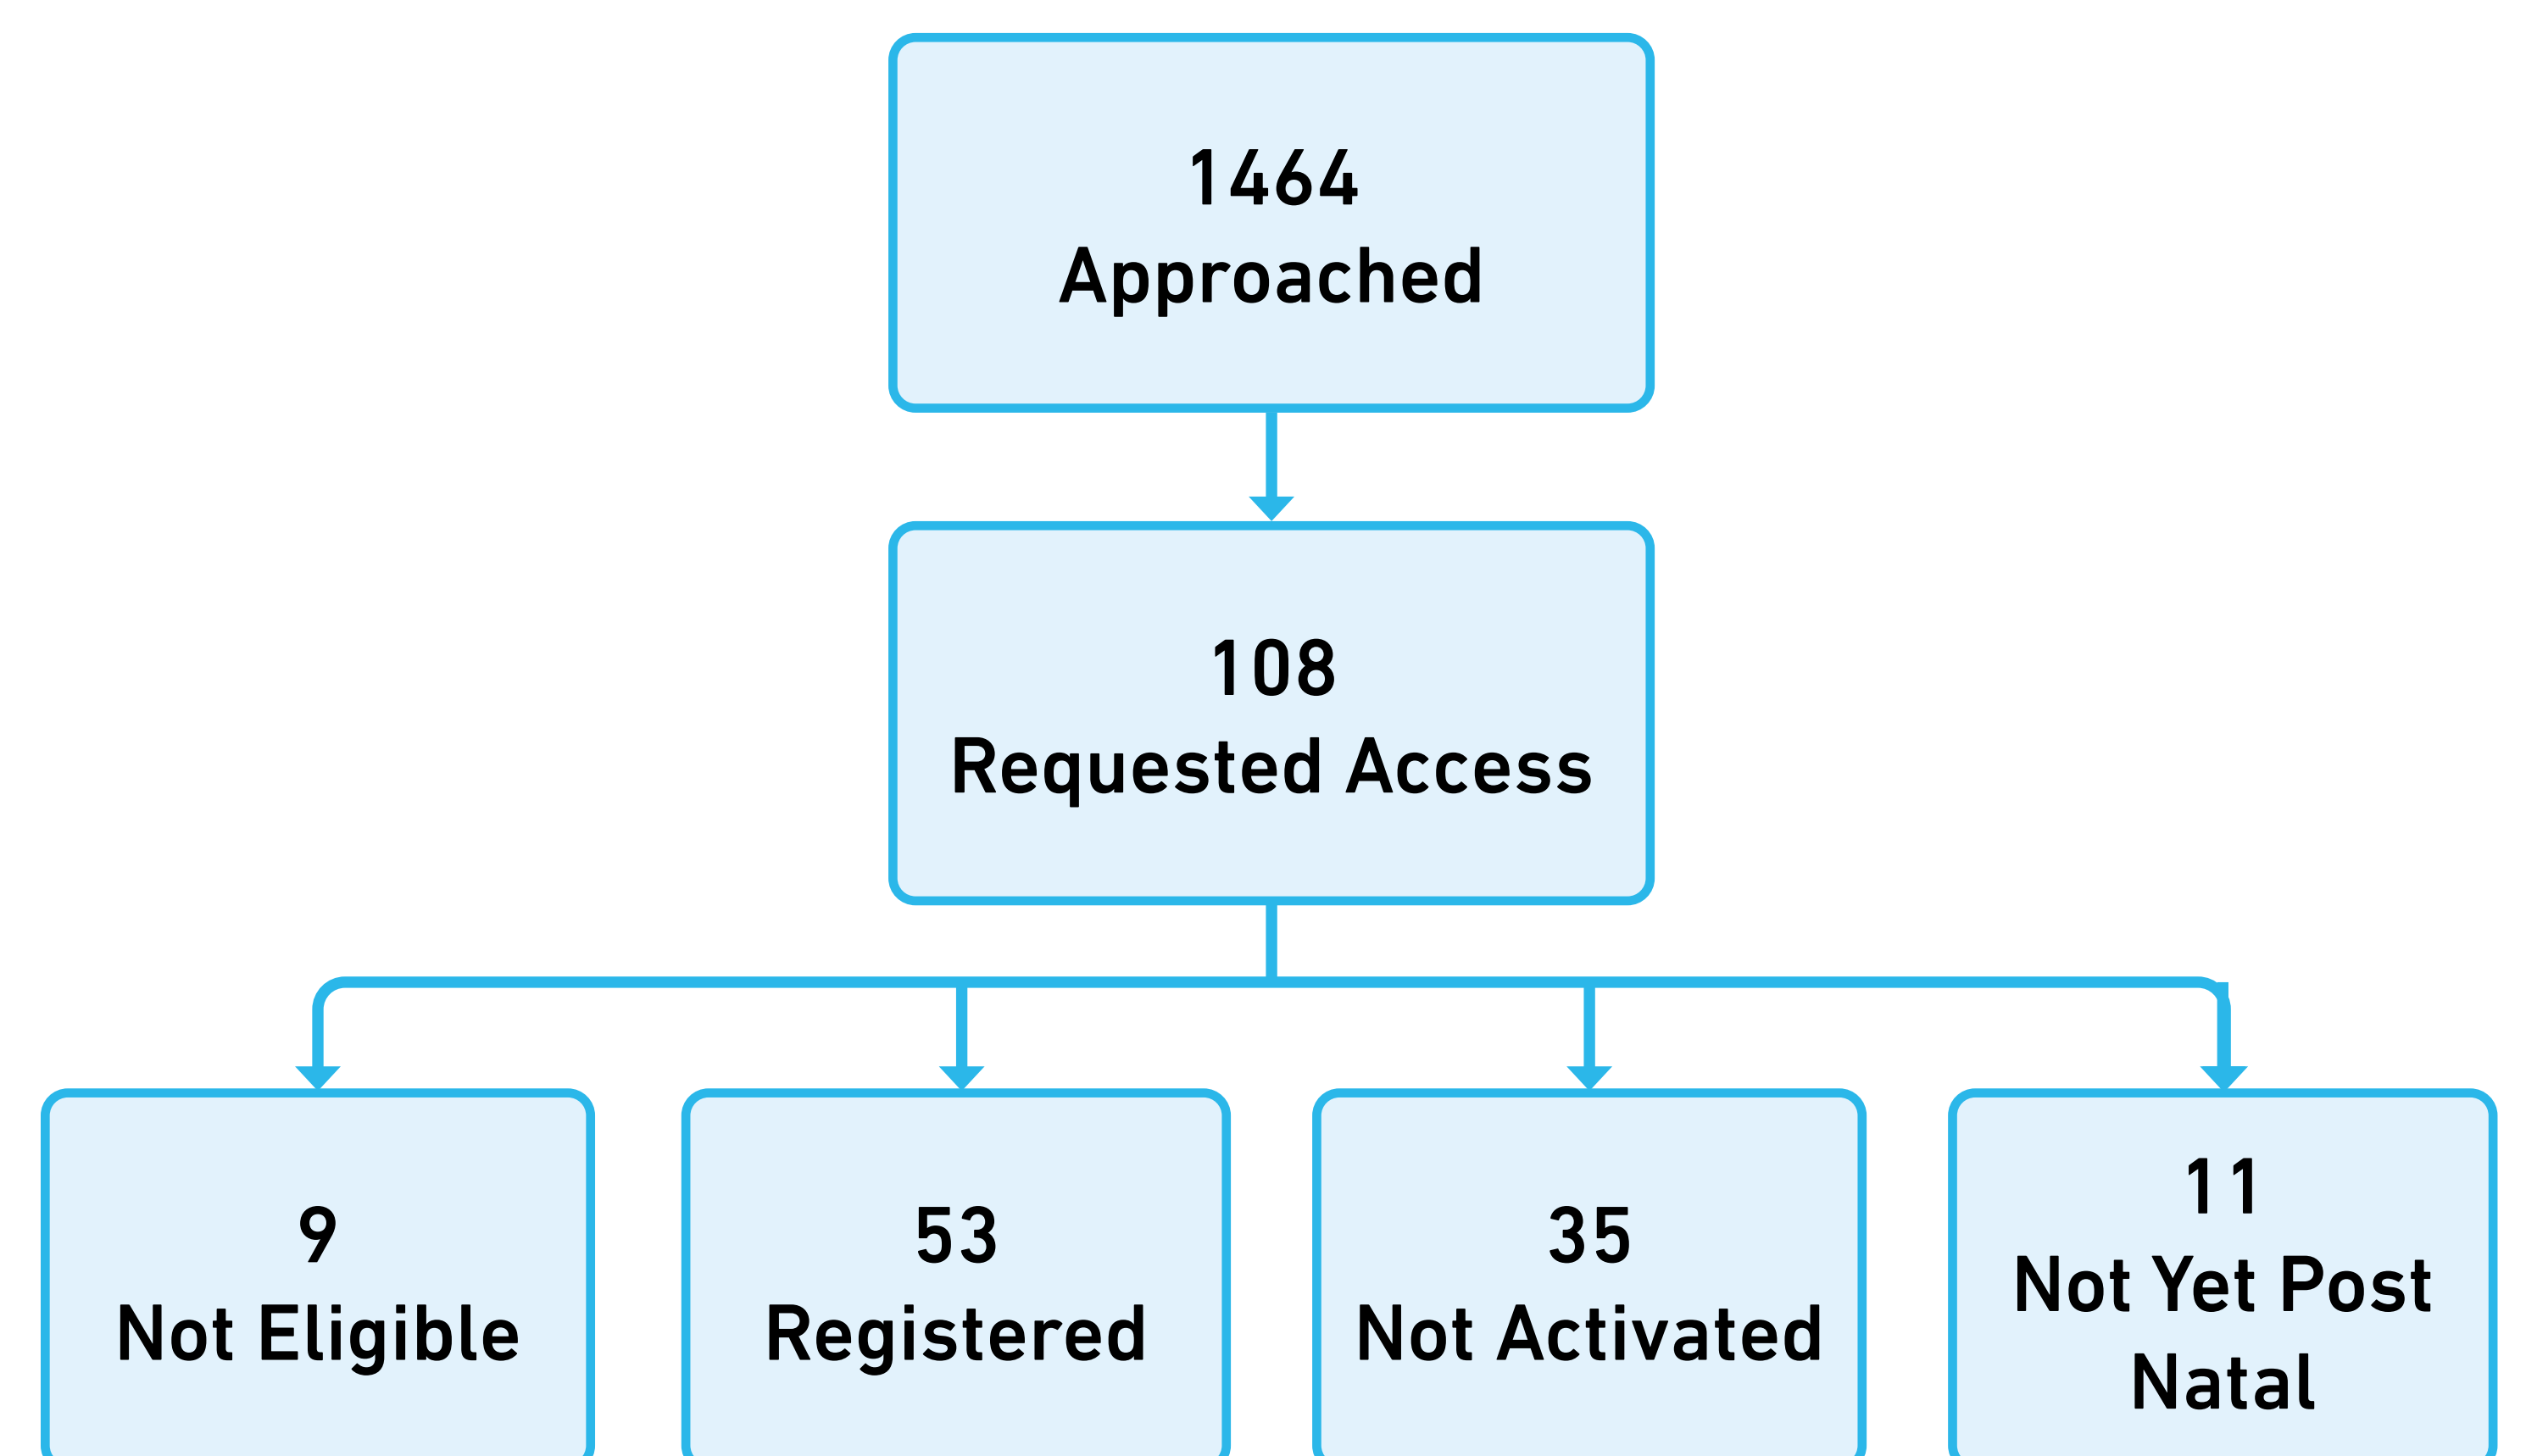 1464
Approached
108
Requested Access
9
Not Eligible
53
Registered
35
Not Activated
11
Not Yet Post
Natal